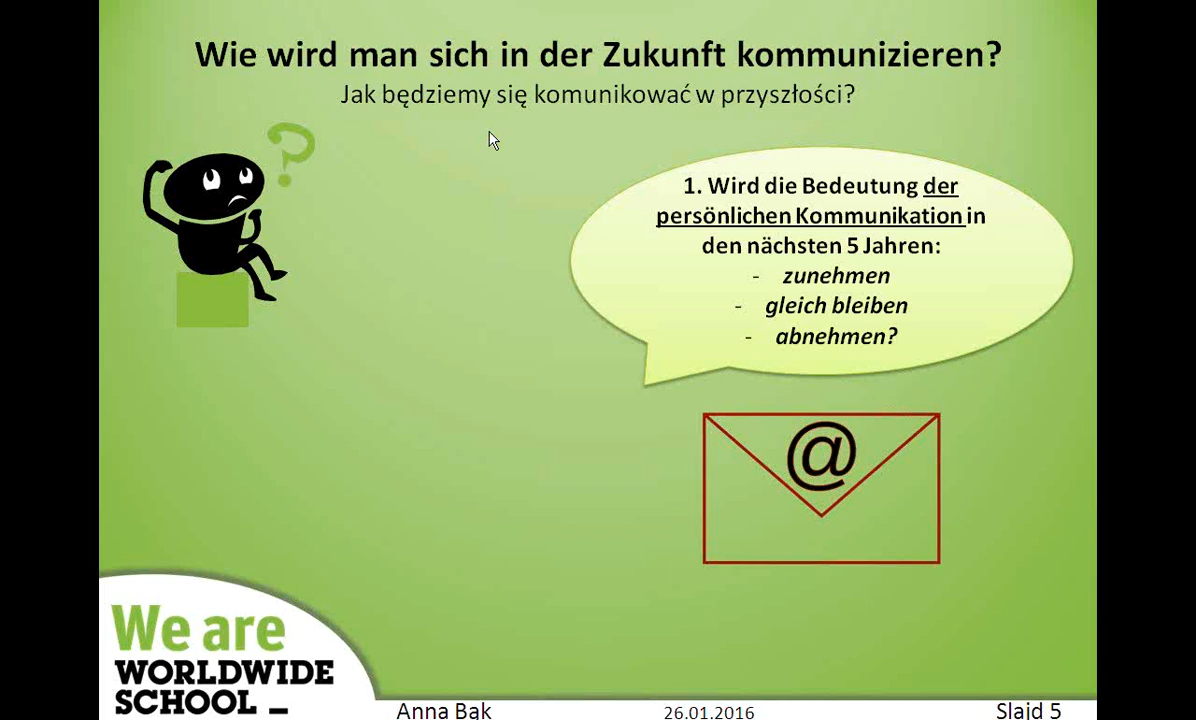 Wie wird man sich in der Zukunft kommunizieren?
Jak będziemy się komunikować w przyszłości?
?
1. Wird die Bedeutung der
persönlichen Kommunikation in
den nächsten 5 Jahren:
- zunehmen
- gleich bleiben
- abnehmen?
@
We are
WORLDWIDE
SCHOOL _
Anna Bąk
26.01.2016
Slajd 5